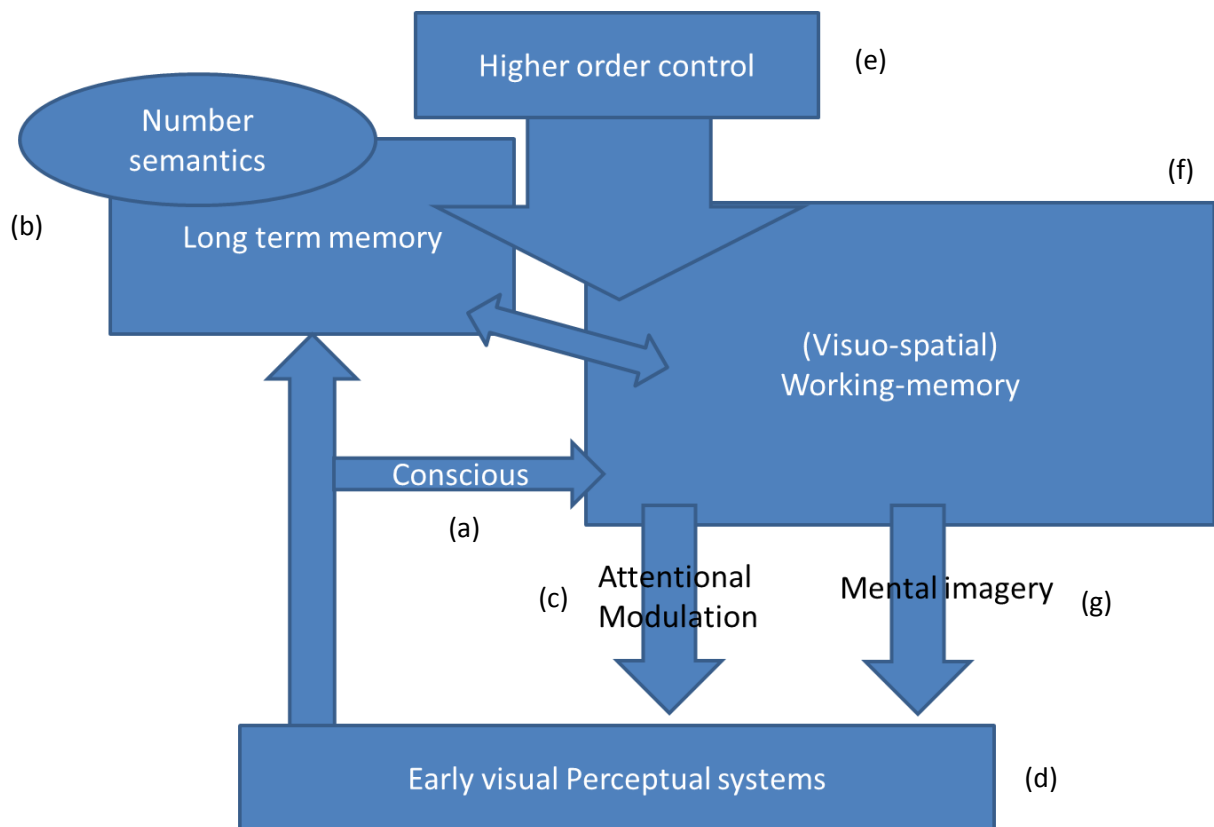 Higher order control
(e)
Number
semantics
(f)
(b)
Long term memory
(Visuo-spatial)
Working-memory
Conscious
(a)
(c)
Attentional
Modulation
Mental imagery
(g)
Early visual Perceptual systems
(d)